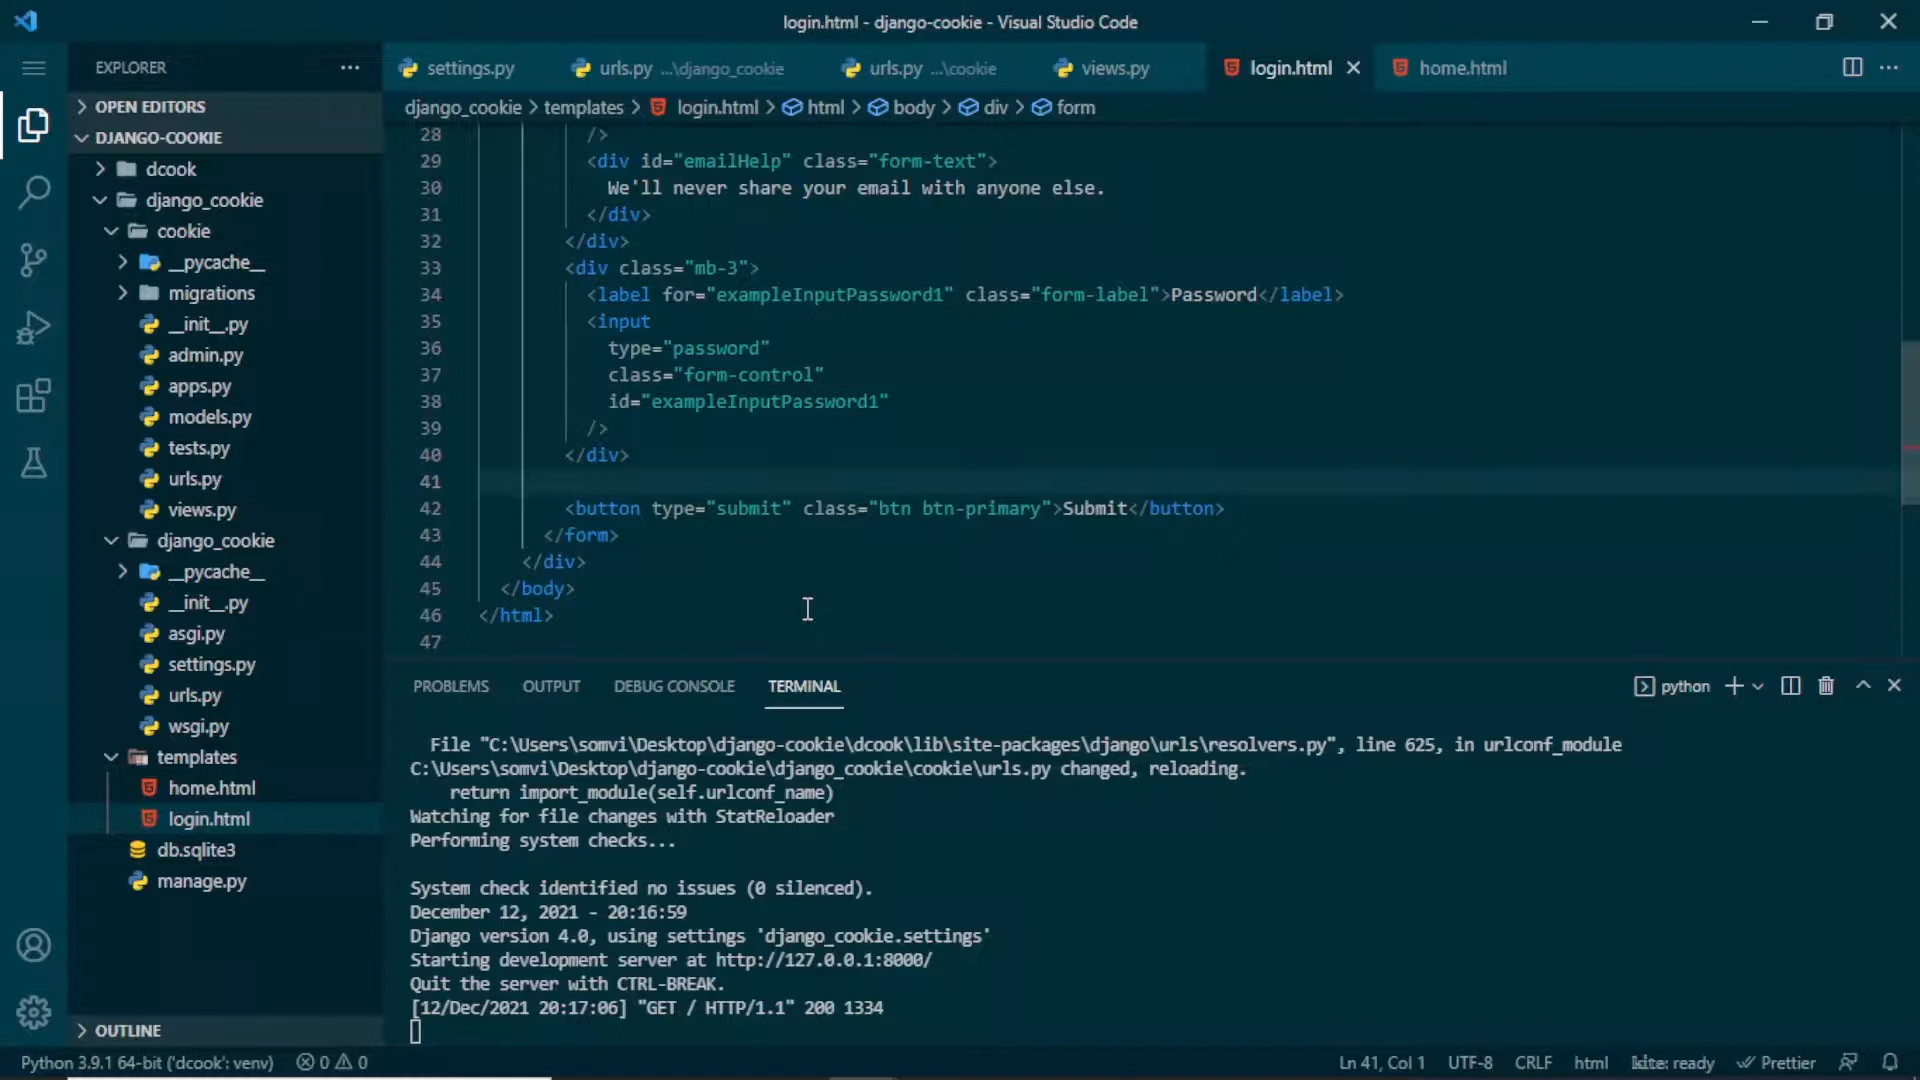 login.html - django-cookie - Visual Studio Code
EXPLORER
settings.py
urls.py ...\django_cookie
urls.py ...\cookie
views.py
login.html
home.html
OPEN EDITORS
django_cookie > templates > login.html > html > body > div > form
DJANGO-COOKIE
dcook
django_cookie
cookie
__pycache__
migrations
__init__.py
admin.py
apps.py
models.py
tests.py
urls.py
views.py
django_cookie
__pycache__
__init__.py
asgi.py
settings.py
urls.py
wsgi.py
templates
home.html
login.html
db.sqlite3
manage.py
OUTLINE
28 />
29 <div id="emailHelp" class="form-text">
30 We'll never share your email with anyone else.
31 </div>
32 </div>
33 <div class="mb-3">
34 <label for="exampleInputPassword1" class="form-label">Password</label>
35 <input
36 type="password"
37 class="form-control"
38 id="exampleInputPassword1"
39 />
40 </div>
41
42 <button type="submit" class="btn btn-primary">Submit</button>
43 </form>
44 </div>
45 </body>
46 </html>
47
PROBLEMS OUTPUT DEBUG CONSOLE TERMINAL
python
File "C:\Users\somvi\Desktop\django-cookie\dcook\lib\site-packages\django\urls\resolvers.py", line 625, in urlconf_module
C:\Users\somvi\Desktop\django-cookie\django_cookie\cookie\urls.py changed, reloading.
return import_module(self.urlconf_name)
Watching for file changes with StatReloader
Performing system checks...
System check identified no issues (0 silenced).
December 12, 2021 - 20:16:59
Django version 4.0, using settings 'django_cookie.settings'
Starting development server at http://127.0.0.1:8000/
Quit the server with CTRL-BREAK.
[12/Dec/2021 20:17:06] "GET / HTTP/1.1" 200 1334
Python 3.9.1 64-bit ('dcook': venv) 0 0 Ln 41, Col 1 UTF-8 CRLF html kite: ready Prettier